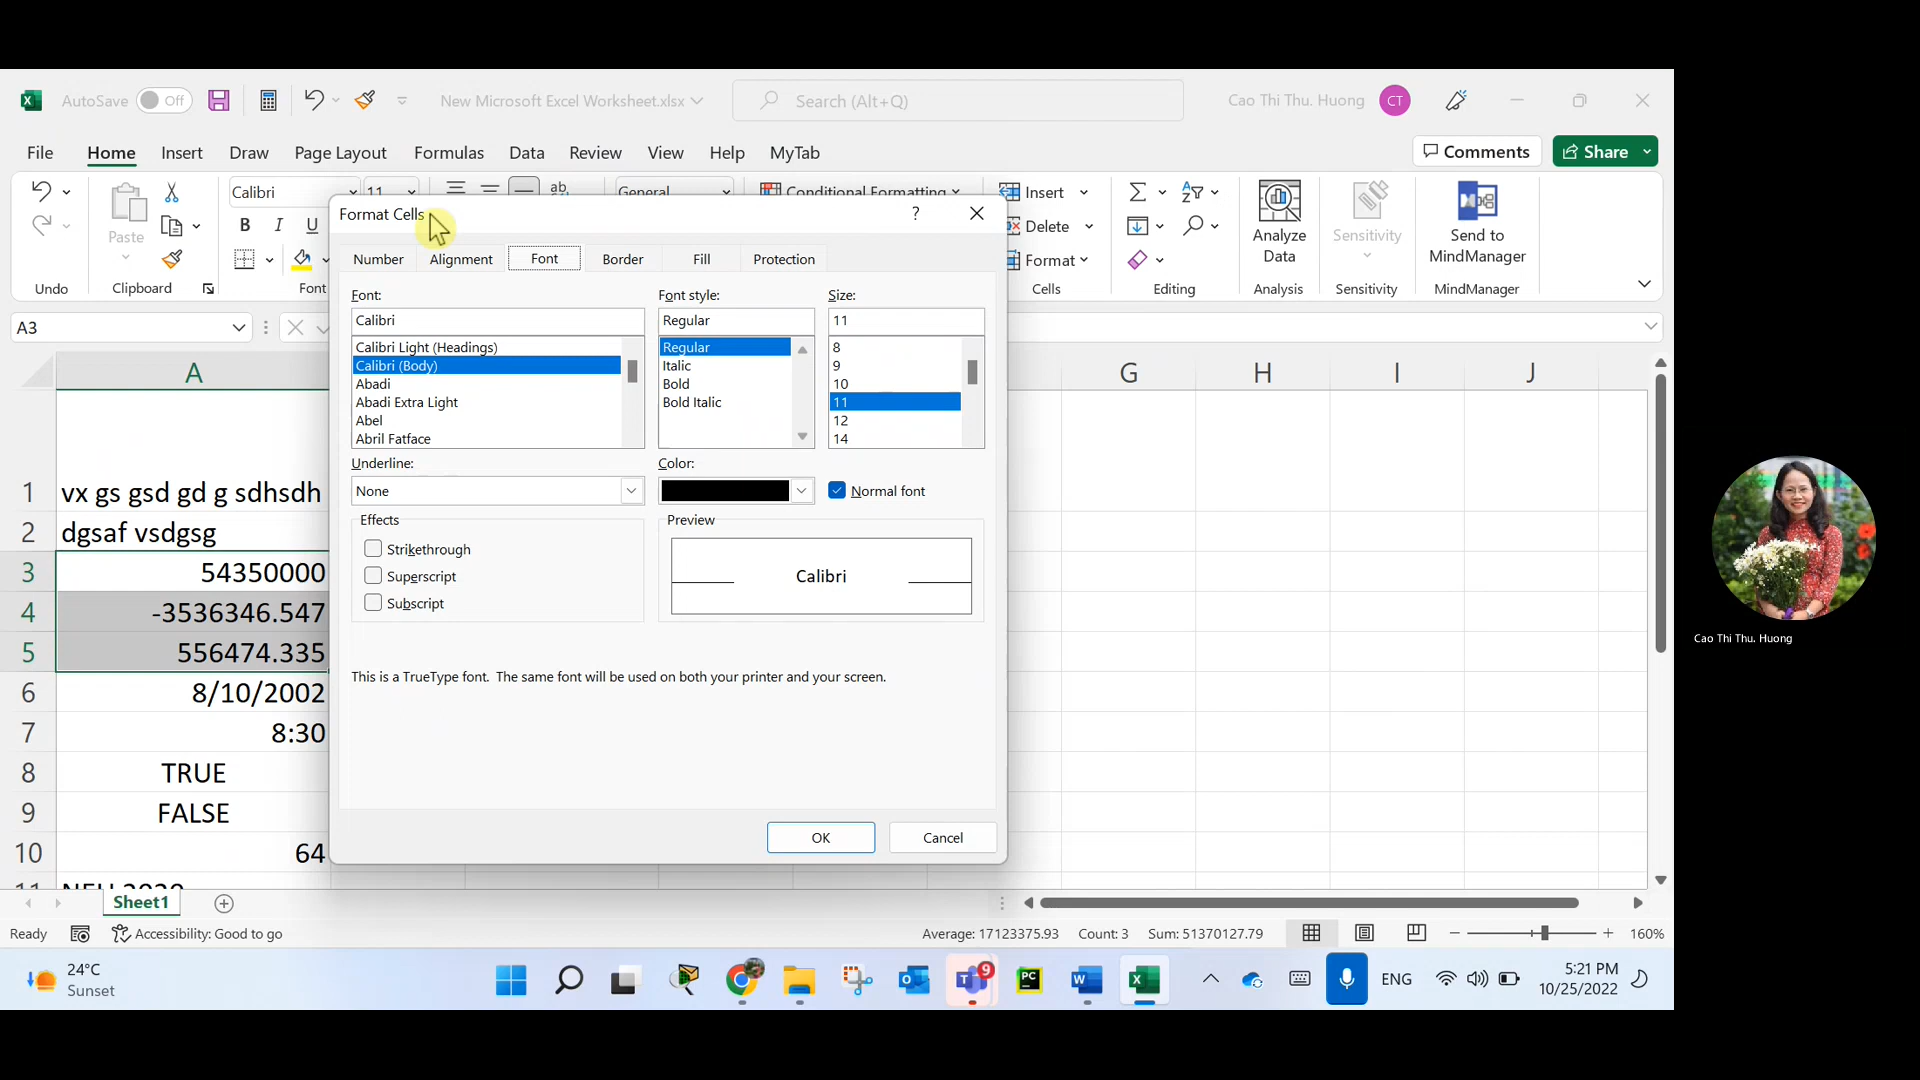 AutoSave Off New Microsoft Excel Worksheet.xlsx Search (Alt+Q) Cao Thi Thu. Huong CT
File Home Insert Draw Page Layout Formulas Data Review View Help MyTab Comments Share
Calibri 11 ab General Conditional Formatting Insert
Paste B I U Delete Analyze Data Sensitivity Send to MindManager
Format
Undo Clipboard Font Cells Editing Analysis Sensitivity MindManager
Format Cells ?
Number Alignment Font Border Fill Protection
Font: Font style: Size:
Calibri Regular 11
Calibri Light (Headings) Regular 8
Calibri (Body) Italic 9
Abadi Bold 10
Abadi Extra Light Bold Italic 11
Abel 12
Abril Fatface 14
Underline: Color:
None Normal font
Effects Preview
Strikethrough
Superscript Calibri
Subscript
This is a TrueType font. The same font will be used on both your printer and your screen.
OK Cancel
A3
A G H I J
1 vx gs gsd gd g sdhsdh
2 dgsaf vsdgsg
3 54350000
4 -3536346.547
5 556474.335
6 8/10/2002
7 8:30
8 TRUE
9 FALSE
10 64
Sheet1
Ready Accessibility: Good to go Average: 17123375.93 Count: 3 Sum: 51370127.79 160%
24°C
Sunset
9 PC W ENG
5:21 PM
10/25/2022
Cao Thi Thu. Huong